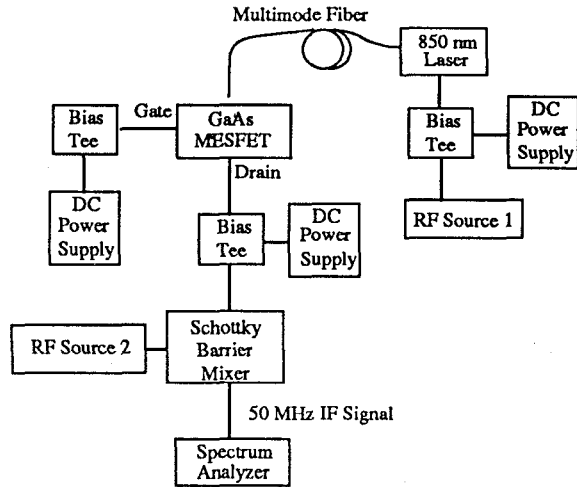 Multimode Fiber
850 nm
Laser
Bias
Tee
DC
Power
Supply
RF Source 1
Gate
GaAs
MESFET
Bias
Tee
DC
Power
Supply
Drain
Bias
Tee
DC
Power
Supply
RF Source 2
Schottky
Barrier
Mixer
50 MHz IF Signal
Spectrum
Analyzer